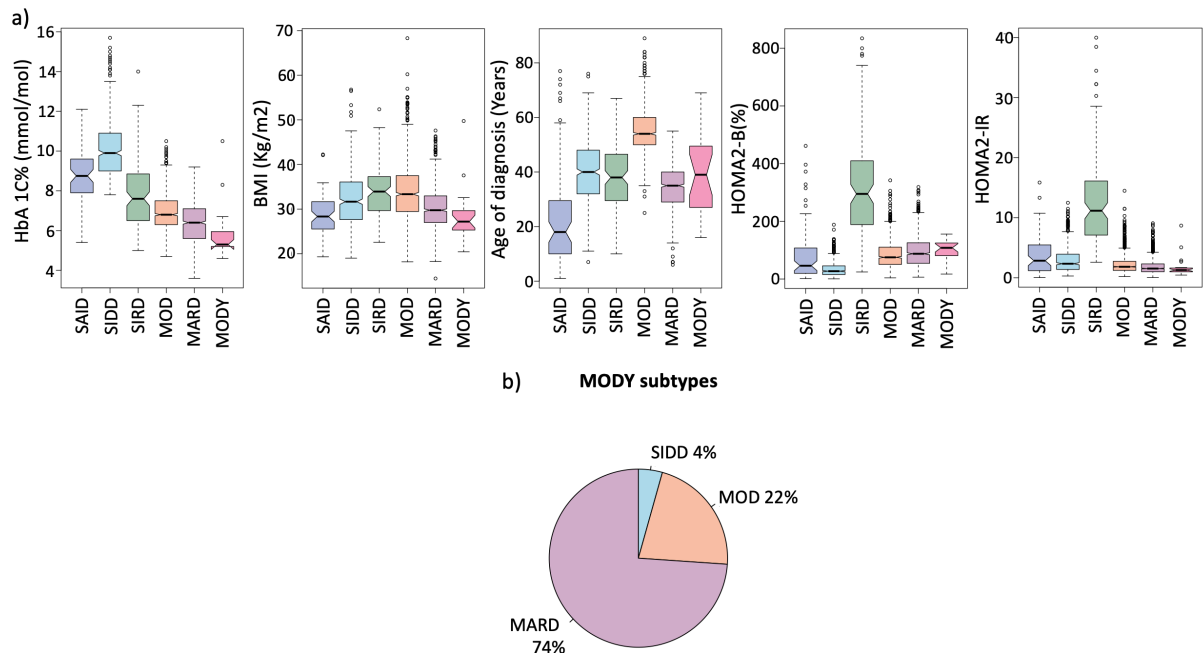 a)
HbA 1C% (mmol/mol)
16
14
12
10
8
6
4
SAID
SIDD
SIRD
MOD
MARD
MODY
BMI (Kg/m2)
70
60
50
40
30
20
SAID
SIDD
SIRD
MOD
MARD
MODY
Age of diagnosis (Years)
80
60
40
20
0
SAID
SIDD
SIRD
MOD
MARD
MODY
HOMA2-B(%)
800
600
400
200
0
SAID
SIDD
SIRD
MOD
MARD
MODY
HOMA2-IR
40
30
20
10
0
SAID
SIDD
SIRD
MOD
MARD
MODY
b) MODY subtypes
SIDD 4%
MOD 22%
MARD
74%